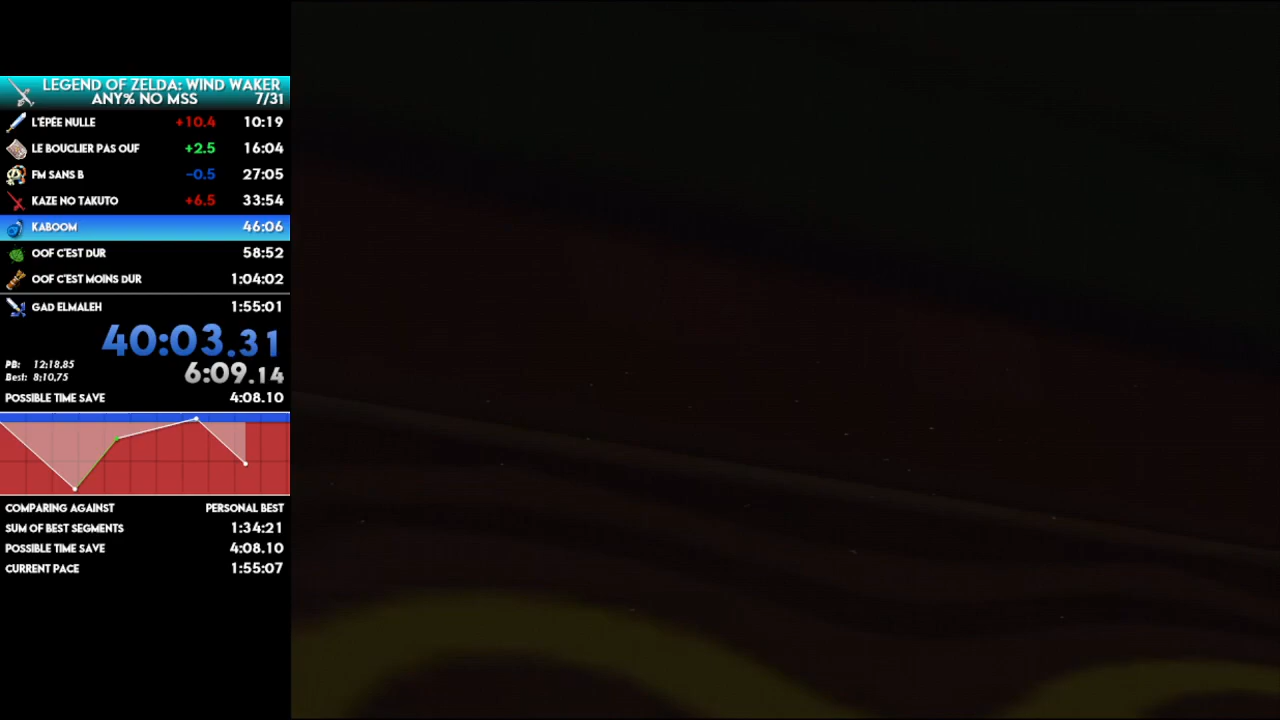 LEGEND OF ZELDA: WIND WAKER
ANY% NO MSS 7/31
L'ÉPÉE NULLE +10.4 10:19
LE BOUCLIER PAS OUF +2.5 16:04
FM SANS B -0.5 27:05
KAZE NO TAKUTO +6.5 33:54
KABOOM 46:06
OOF C'EST DUR 58:52
OOF C'EST MOINS DUR 1:04:02
GAD ELMALEH 1:55:01
40:03.31
PB: 12:18.85
Best: 8:10.75
6:09.14
POSSIBLE TIME SAVE 4:08.10
COMPARING AGAINST PERSONAL BEST
SUM OF BEST SEGMENTS 1:34:21
POSSIBLE TIME SAVE 4:08.10
CURRENT PACE 1:55:07